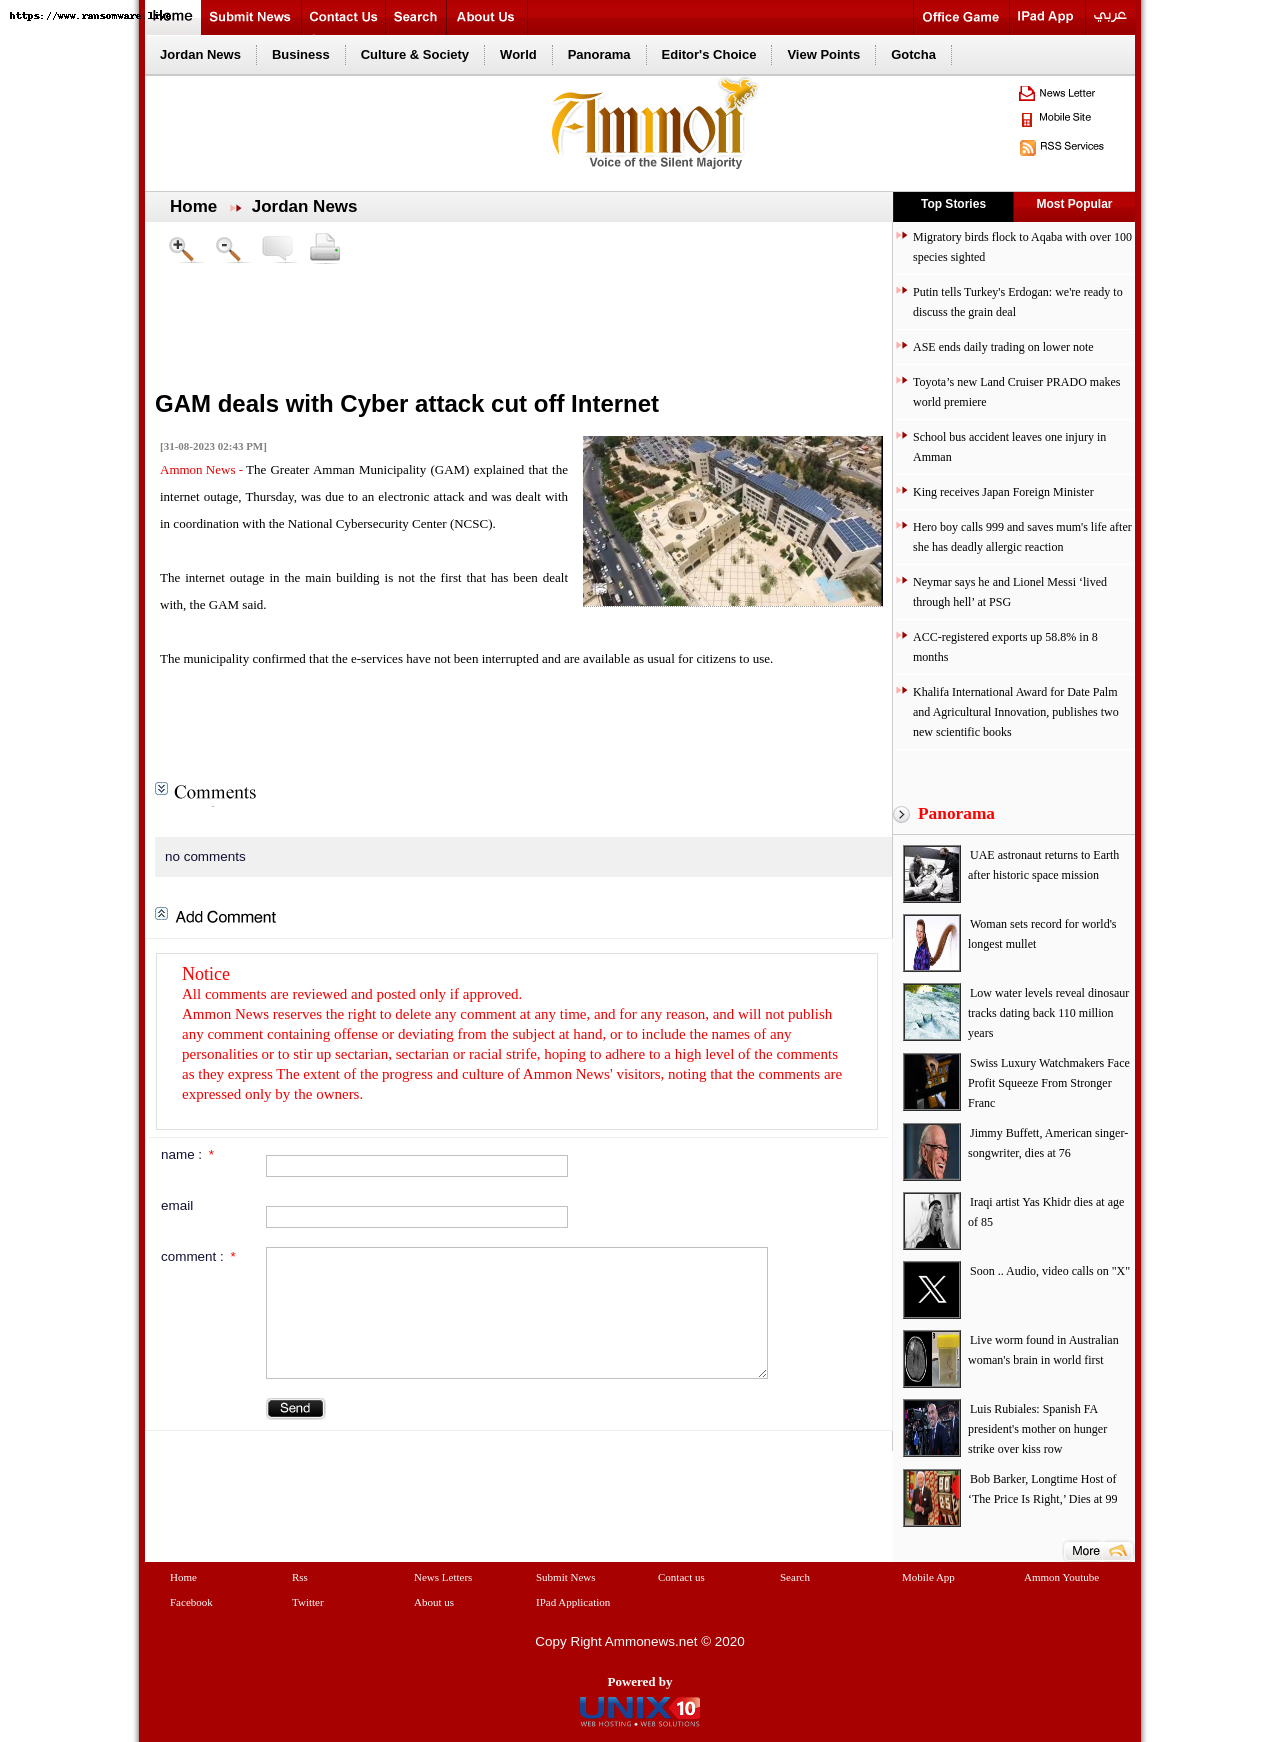 https://www.ransomware.live
Home Submit News Contact Us Search About Us Office Game IPad App عربي
Jordan News Business Culture & Society World Panorama Editor's Choice View Points Gotcha
Ammon
Voice of the Silent Majority
News Letter
Mobile Site
RSS Services
Home Jordan News
GAM deals with Cyber attack cut off Internet
[31-08-2023 02:43 PM]
Ammon News - The Greater Amman Municipality (GAM) explained that the
internet outage, Thursday, was due to an electronic attack and was dealt with
in coordination with the National Cybersecurity Center (NCSC).
The internet outage in the main building is not the first that has been dealt
with, the GAM said.
The municipality confirmed that the e-services have not been interrupted and are available as usual for citizens to use.
Comments
no comments
Add Comment
Notice
All comments are reviewed and posted only if approved.
Ammon News reserves the right to delete any comment at any time, and for any reason, and will not publish
any comment containing offense or deviating from the subject at hand, or to include the names of any
personalities or to stir up sectarian, sectarian or racial strife, hoping to adhere to a high level of the comments
as they express The extent of the progress and culture of Ammon News' visitors, noting that the comments are
expressed only by the owners.
name : *
email
comment : *
Send
Top Stories Most Popular
Migratory birds flock to Aqaba with over 100
species sighted
Putin tells Turkey's Erdogan: we're ready to
discuss the grain deal
ASE ends daily trading on lower note
Toyota’s new Land Cruiser PRADO makes
world premiere
School bus accident leaves one injury in
Amman
King receives Japan Foreign Minister
Hero boy calls 999 and saves mum's life after
she has deadly allergic reaction
Neymar says he and Lionel Messi ‘lived
through hell’ at PSG
ACC-registered exports up 58.8% in 8
months
Khalifa International Award for Date Palm
and Agricultural Innovation, publishes two
new scientific books
Panorama
UAE astronaut returns to Earth
after historic space mission
Woman sets record for world's
longest mullet
Low water levels reveal dinosaur
tracks dating back 110 million
years
Swiss Luxury Watchmakers Face
Profit Squeeze From Stronger
Franc
Jimmy Buffett, American singer-
songwriter, dies at 76
Iraqi artist Yas Khidr dies at age
of 85
Soon .. Audio, video calls on "X"
Live worm found in Australian
woman's brain in world first
Luis Rubiales: Spanish FA
president's mother on hunger
strike over kiss row
Bob Barker, Longtime Host of
‘The Price Is Right,’ Dies at 99
More
Home Rss News Letters Submit News Contact us Search Mobile App Ammon Youtube
Facebook Twitter About us IPad Application
Copy Right Ammonews.net © 2020
Powered by
UNIX 10
WEB HOSTING • WEB SOLUTIONS